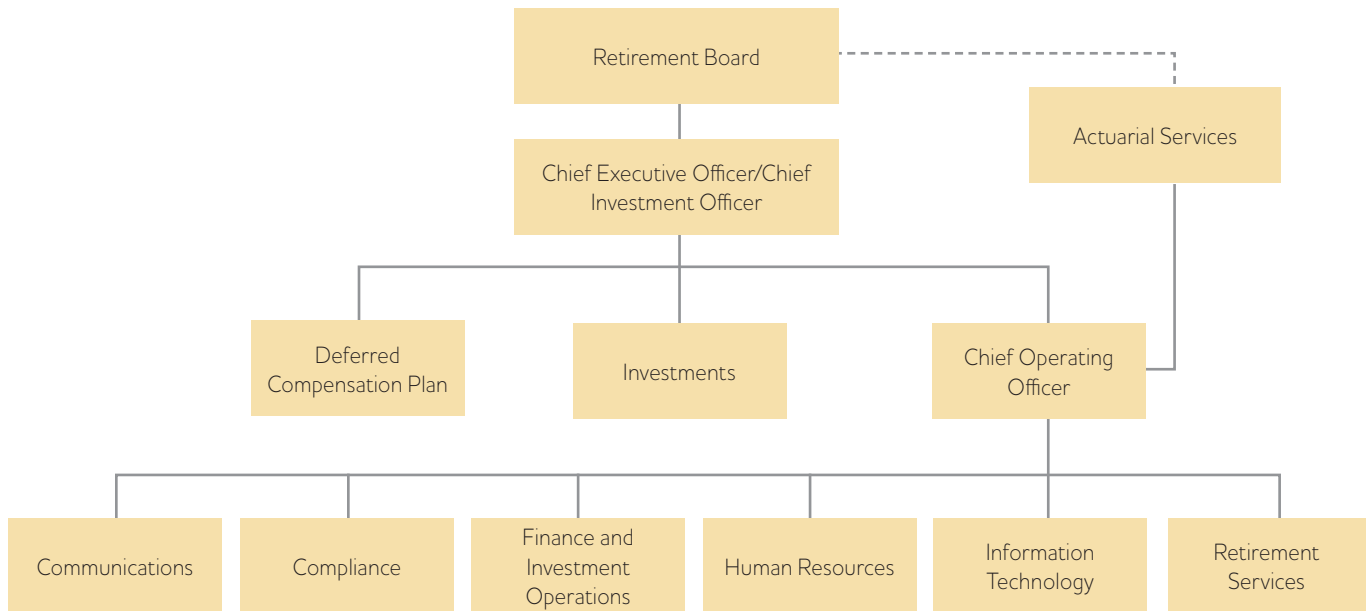 Retirement Board
Actuarial Services
Chief Executive Officer/Chief
Investment Officer
Deferred
Compensation Plan
Investments
Chief Operating
Officer
Communications
Compliance
Finance and
Investment
Operations
Human Resources
Information
Technology
Retirement
Services